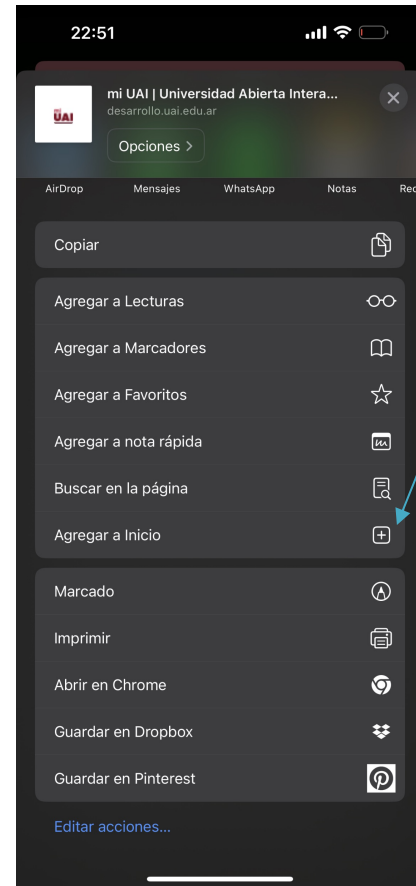 22:51
mi UAI | Universidad Abierta Intera...
desarrollo.uai.edu.ar
UAI
Opciones >
AirDrop Mensajes WhatsApp Notas Rec
Copiar
Agregar a Lecturas
Agregar a Marcadores
Agregar a Favoritos
Agregar a nota rápida
Buscar en la página
Agregar a Inicio
Marcado
Imprimir
Abrir en Chrome
Guardar en Dropbox
Guardar en Pinterest
Editar acciones...